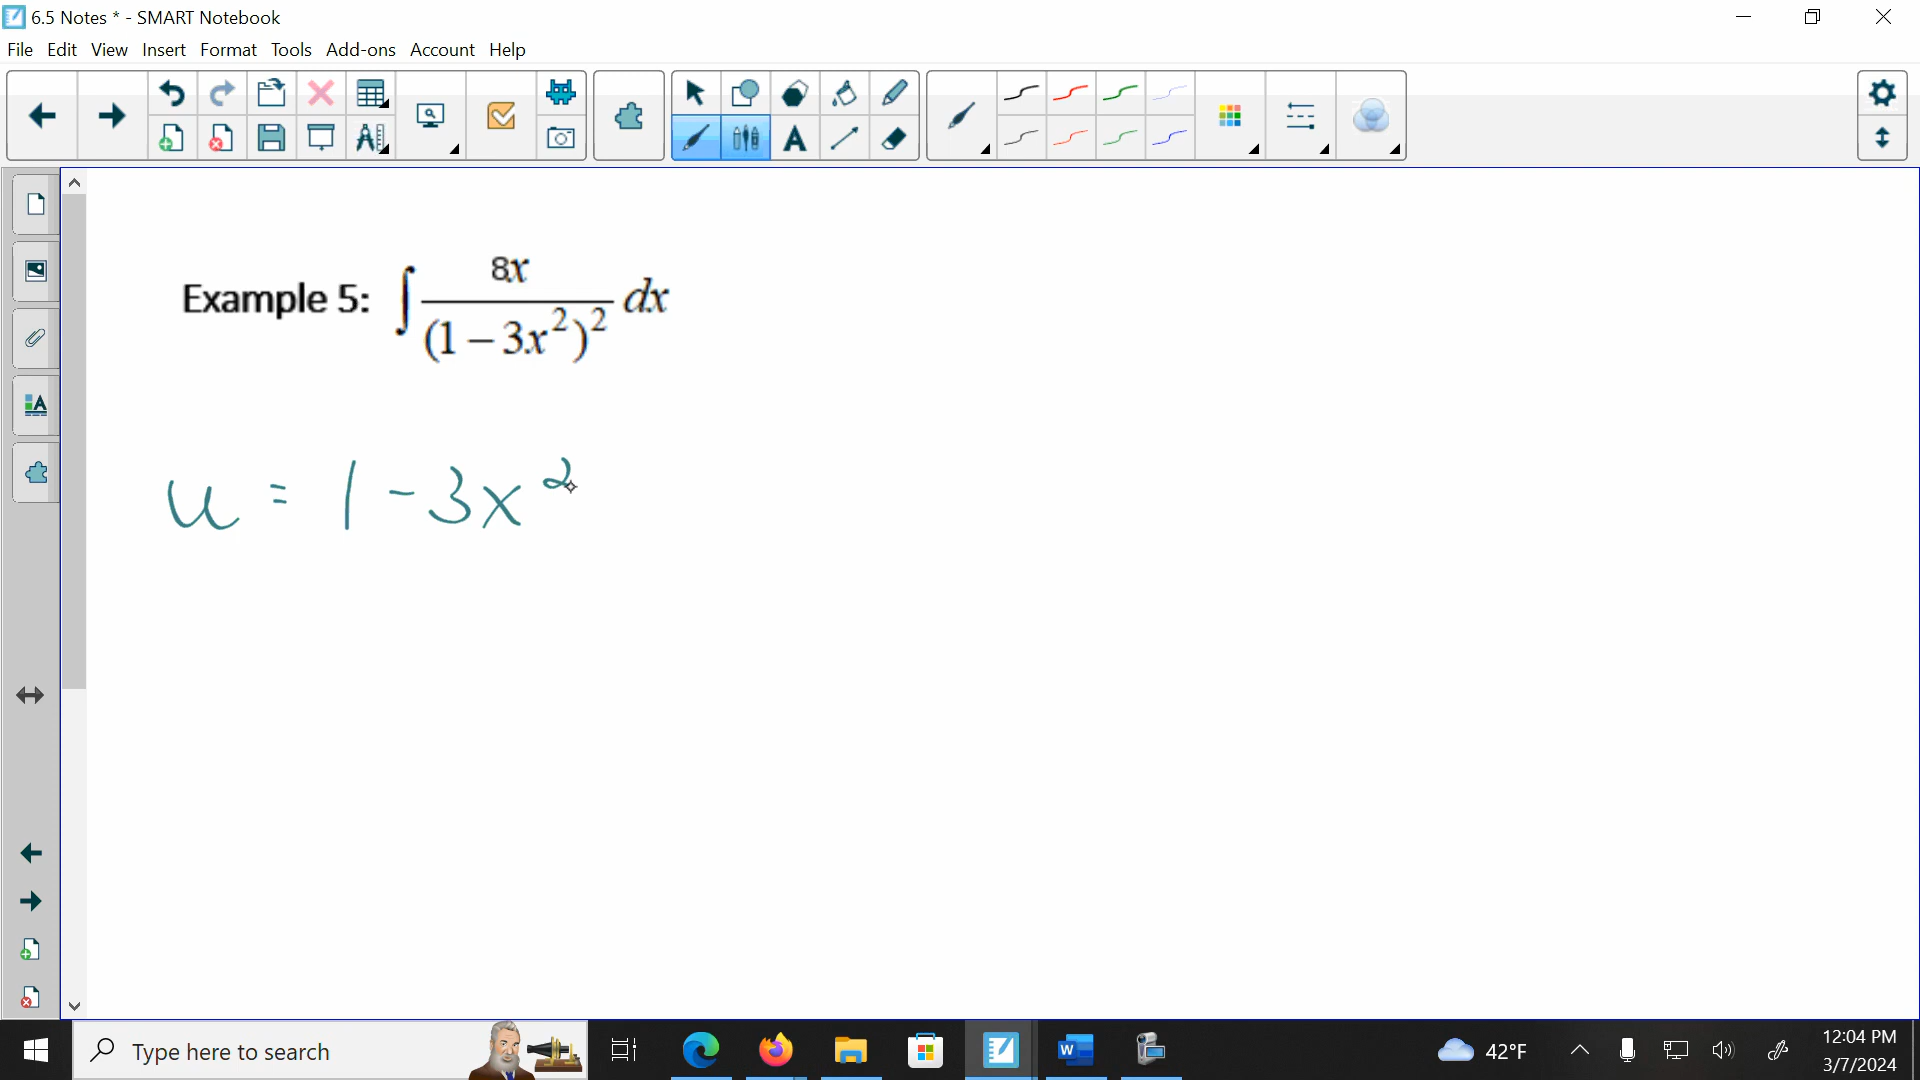 6.5 Notes * - SMART Notebook
File Edit View Insert Format Tools Add-ons Account Help
Example 5: ∫ 8x / (1 − 3x²)² dx
u = 1 - 3x²
Type here to search
42°F
12:04 PM
3/7/2024